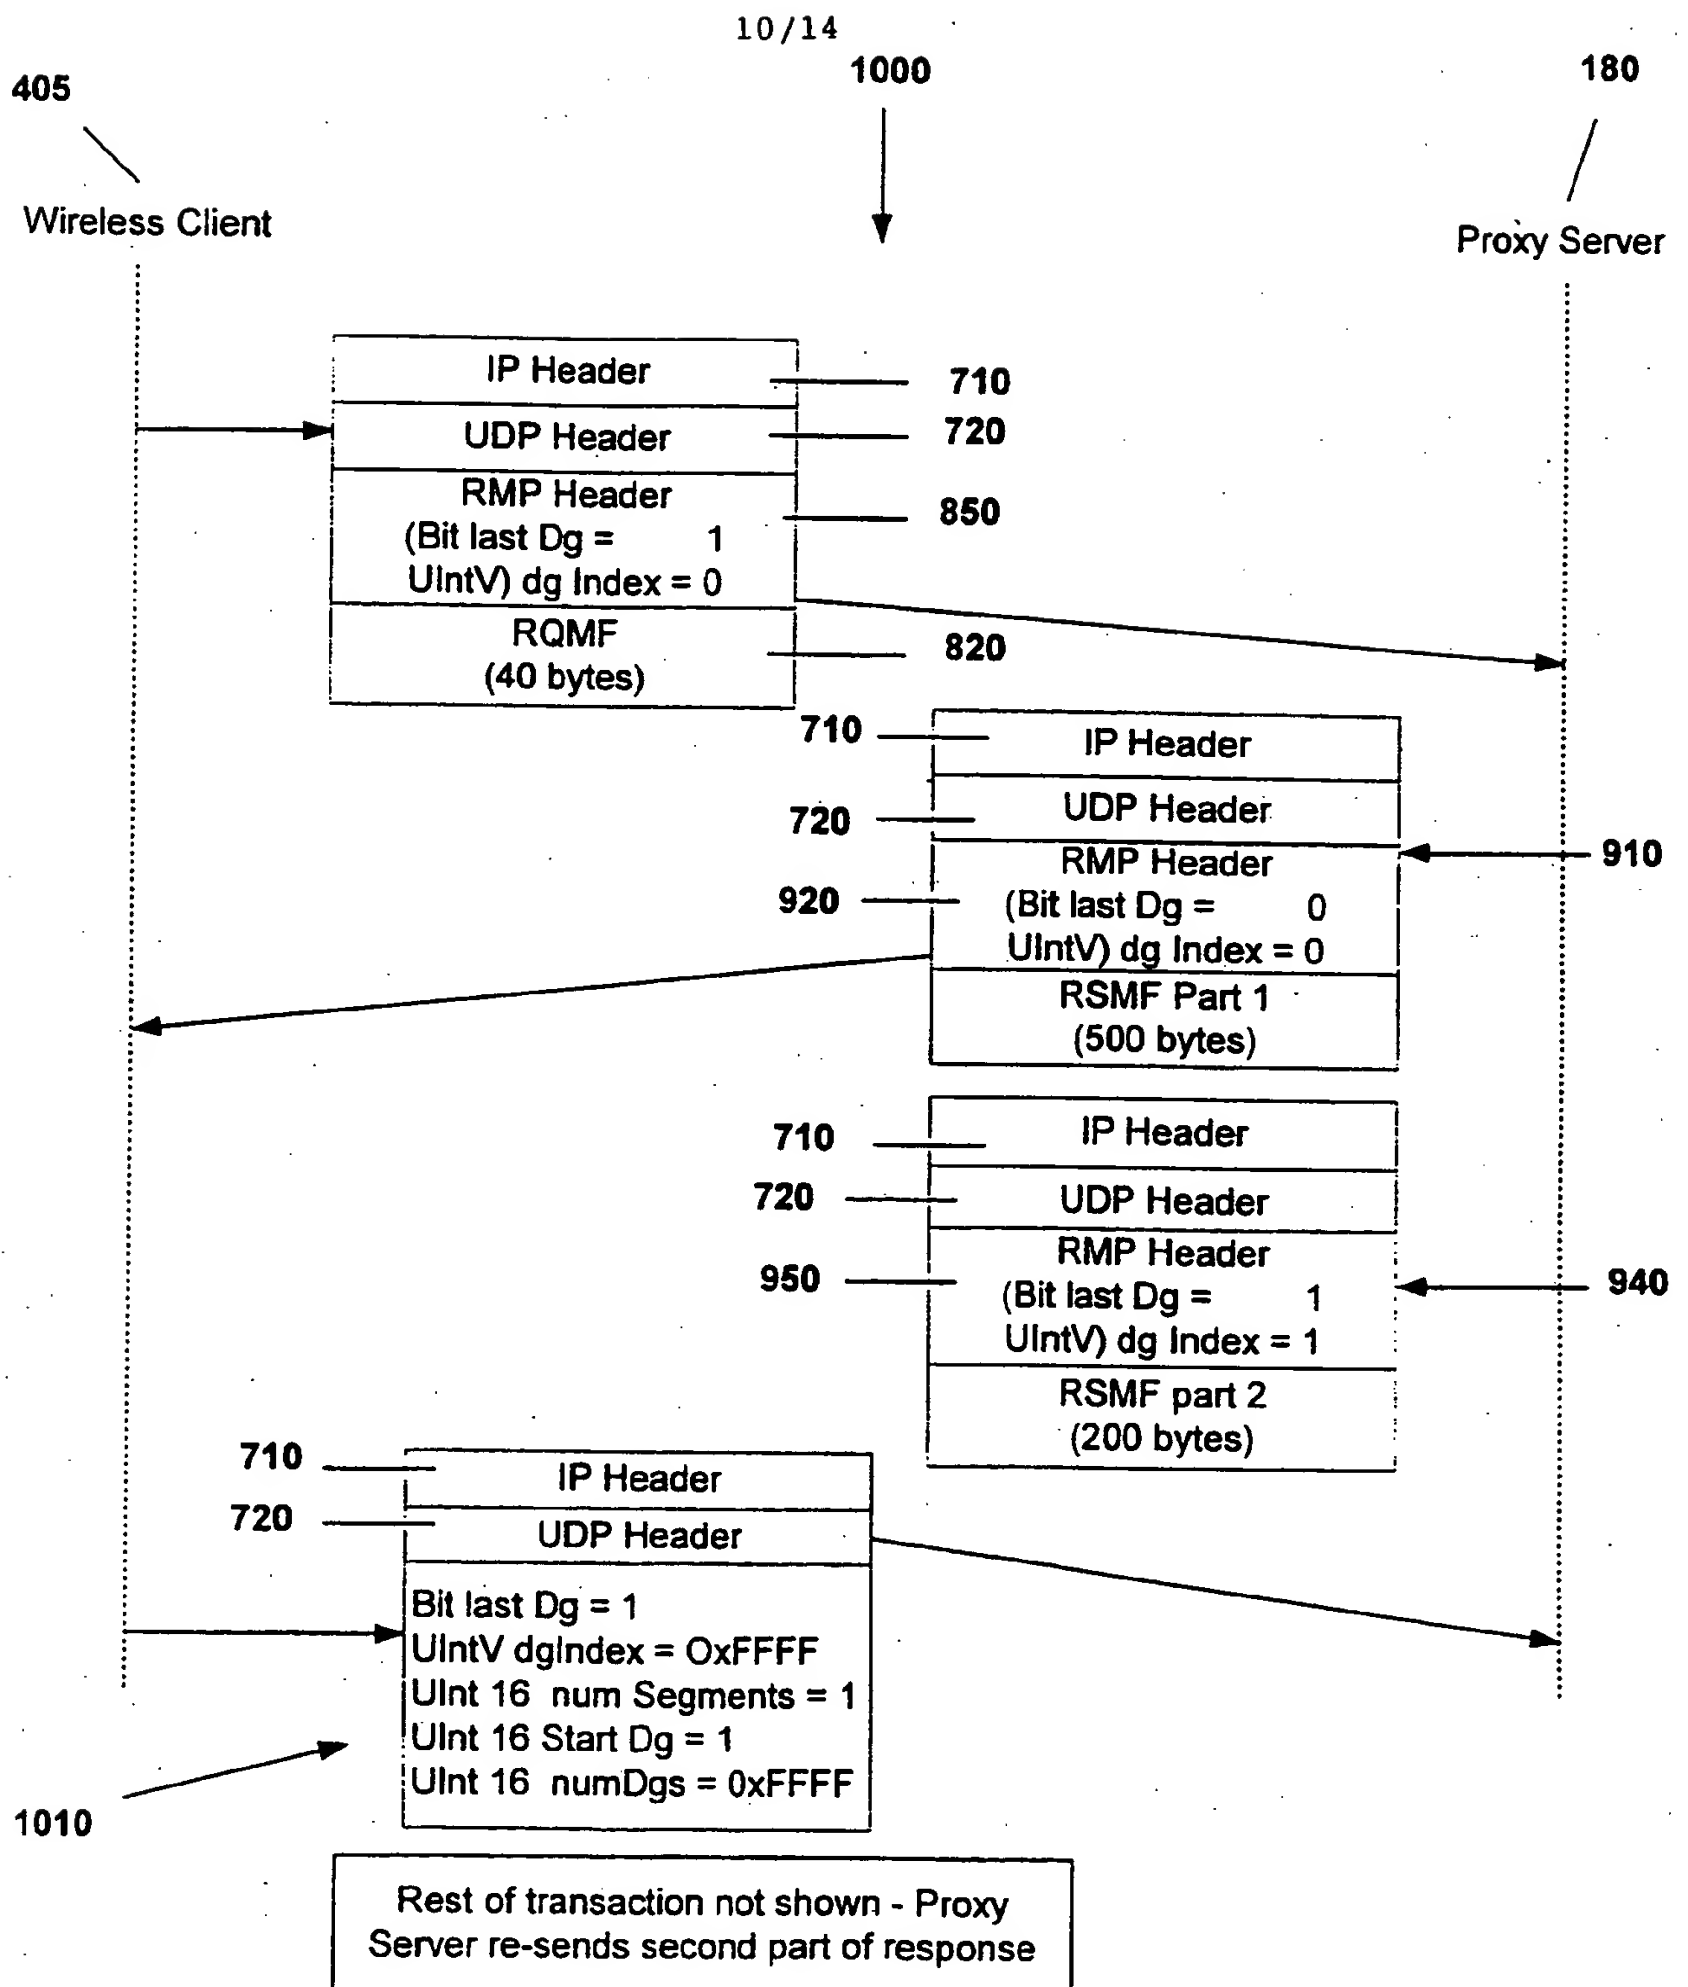 10/14
405
1000
180
Wireless Client
Proxy Server
IP Header
710
UDP Header
720
RMP Header
850
(Bit last Dg = 1
UIntV) dg Index = 0
RQMF
820
(40 bytes)
710
IP Header
720
UDP Header
RMP Header
910
920
(Bit last Dg = 0
UIntV) dg Index = 0
RSMF Part 1
(500 bytes)
710
IP Header
720
UDP Header
RMP Header
950
(Bit last Dg = 1
940
UIntV) dg Index = 1
RSMF part 2
(200 bytes)
710
IP Header
720
UDP Header
Bit last Dg = 1
UIntV dgIndex = OxFFFF
UInt 16 num Segments = 1
UInt 16 Start Dg = 1
UInt 16 numDgs = 0xFFFF
1010
Rest of transaction not shown - Proxy
Server re-sends second part of response